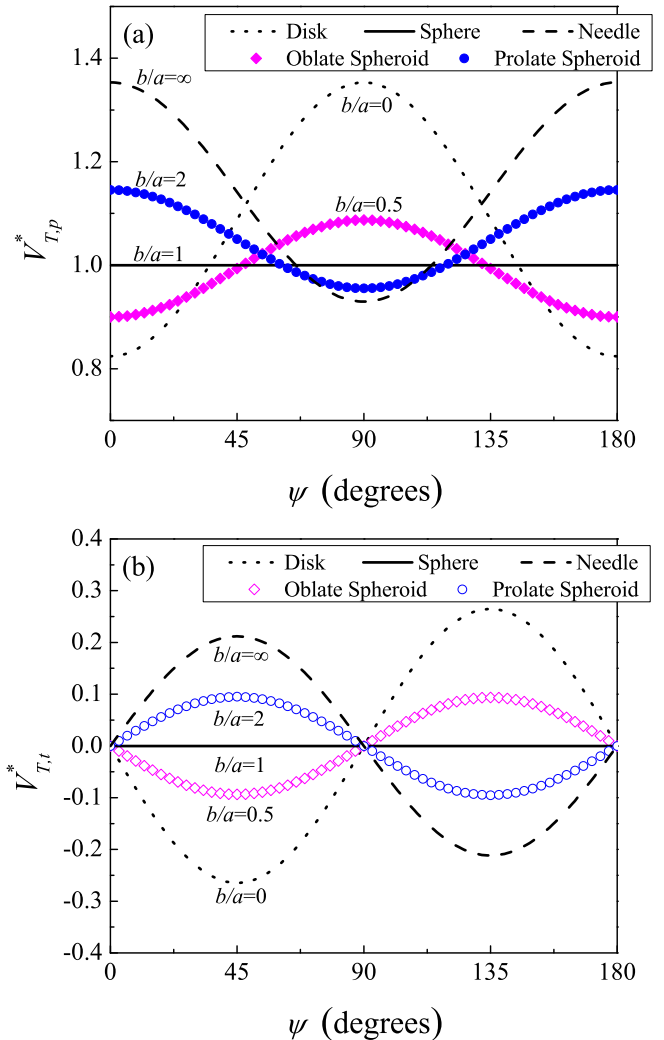 (a)
Disk Sphere Needle
Oblate Spheroid Prolate Spheroid
1.4
b/a=∞
b/a=0
1.2
b/a=2
b/a=0.5
V*T,p
b/a=1
1.0
0.8
0 45 90 135 180
ψ (degrees)
0.4
(b)
Disk Sphere Needle
Oblate Spheroid Prolate Spheroid
0.3
0.2
b/a=∞
0.1
b/a=2
V*T,t
0.0
b/a=1
-0.1
b/a=0.5
-0.2
-0.3
b/a=0
-0.4
0 45 90 135 180
ψ (degrees)